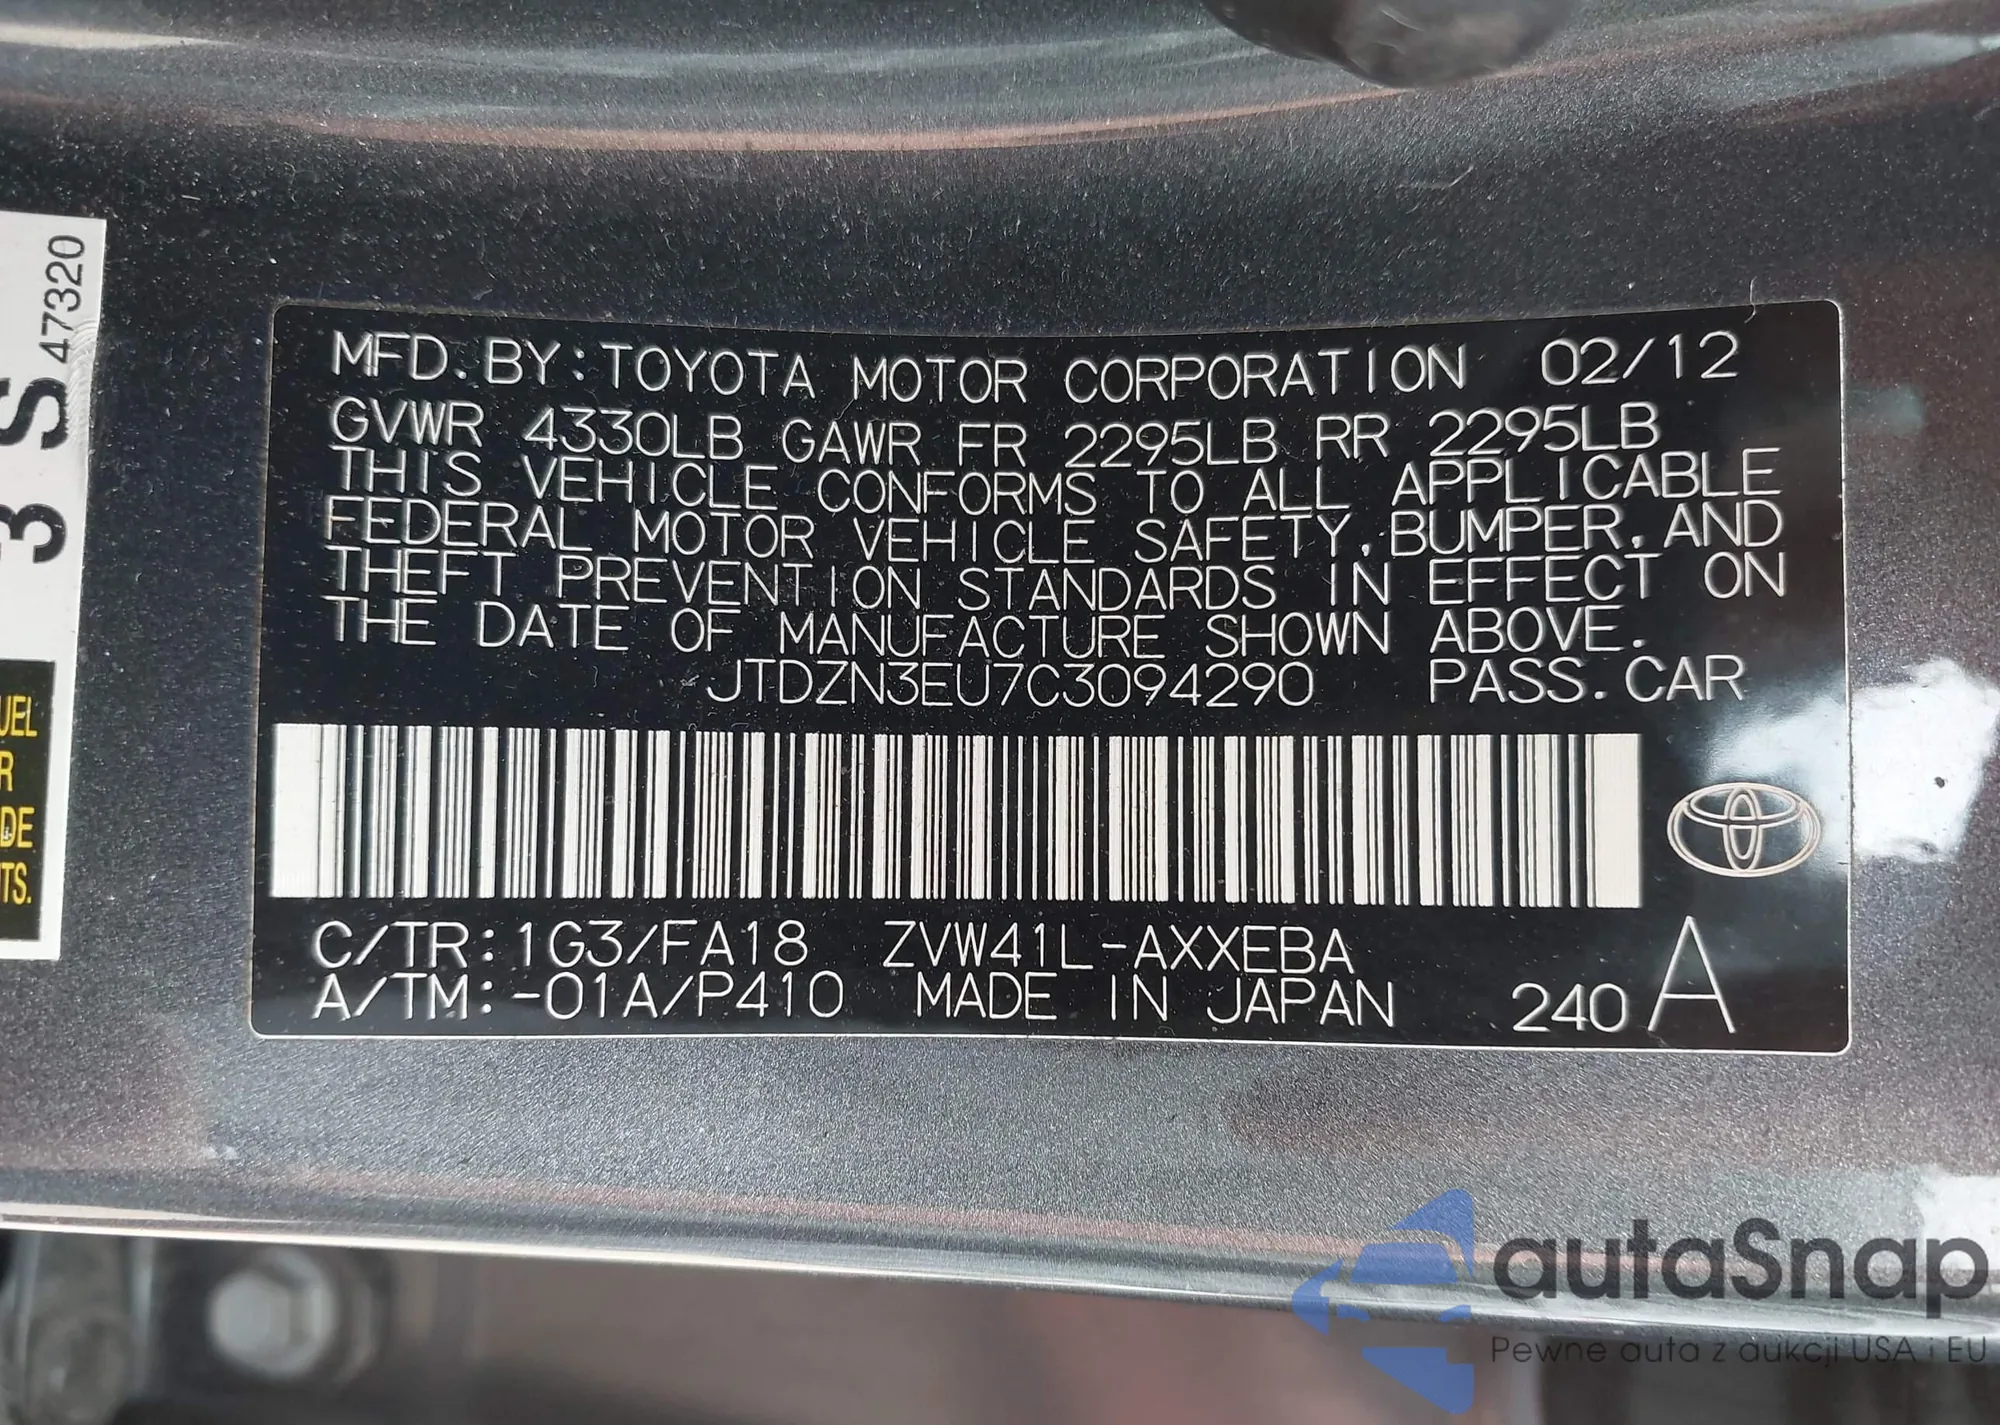 MFD. BY: TOYOTA MOTOR CORPORATION 02/12
GVWR 4330LB GAWR FR 2295LB RR 2295LB
THIS VEHICLE CONFORMS TO ALL APPLICABLE
FEDERAL MOTOR VEHICLE SAFETY, BUMPER, AND
THEFT PREVENTION STANDARDS IN EFFECT ON
THE DATE OF MANUFACTURE SHOWN ABOVE.
JTDZN3EU7C3094290 PASS. CAR
C/TR: 1G3/FA18 ZVW41L-AXXEBA
A/TM: -01A/P410 MADE IN JAPAN 240 A
3 S 47320
UEL
R
DE
TS.
autaSnap
Pewne auta z aukcji USA i EU